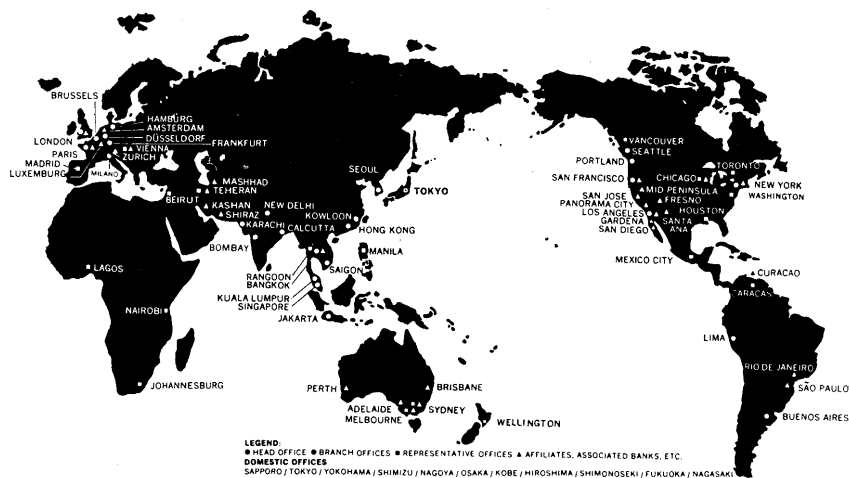 BRUSSELS
HAMBURG
AMSTERDAM
DÜSSELDORF
LONDON
VIENNA
FRANKFURT
PARIS
ZURICH
MADRID
LUXEMBURG
MILANO
MASHHAD
TEHERAN
BEIRUT
KASHAN
NEW DELHI
SHIRAZ
KARACHI
CALCUTTA
KOWLOON
SEOUL
TOKYO
HONG KONG
BOMBAY
MANILA
RANGOON
SAIGON
BANGKOK
KUALA LUMPUR
SINGAPORE
JAKARTA
LAGOS
NAIROBI
JOHANNESBURG
PERTH
BRISBANE
ADELAIDE
SYDNEY
MELBOURNE
WELLINGTON
VANCOUVER
SEATTLE
PORTLAND
TORONTO
SAN FRANCISCO
CHICAGO
NEW YORK
MID PENINSULA
WASHINGTON
SAN JOSE
FRESNO
PANORAMA CITY
LOS ANGELES
HOUSTON
GARDENA
SANTA
ANA
SAN DIEGO
MEXICO CITY
CURACAO
CARACAS
LIMA
RIO DE JANEIRO
SÃO PAULO
BUENOS AIRES
LEGEND:
● HEAD OFFICE ● BRANCH OFFICES ■ REPRESENTATIVE OFFICES ▲ AFFILIATES, ASSOCIATED BANKS, ETC.
DOMESTIC OFFICES
SAPPORO/TOKYO/YOKOHAMA/SHIMIZU/NAGOYA/OSAKA/KOBE/HIROSHIMA/SHIMONOSEKI/FUKUOKA/NAGASAKI